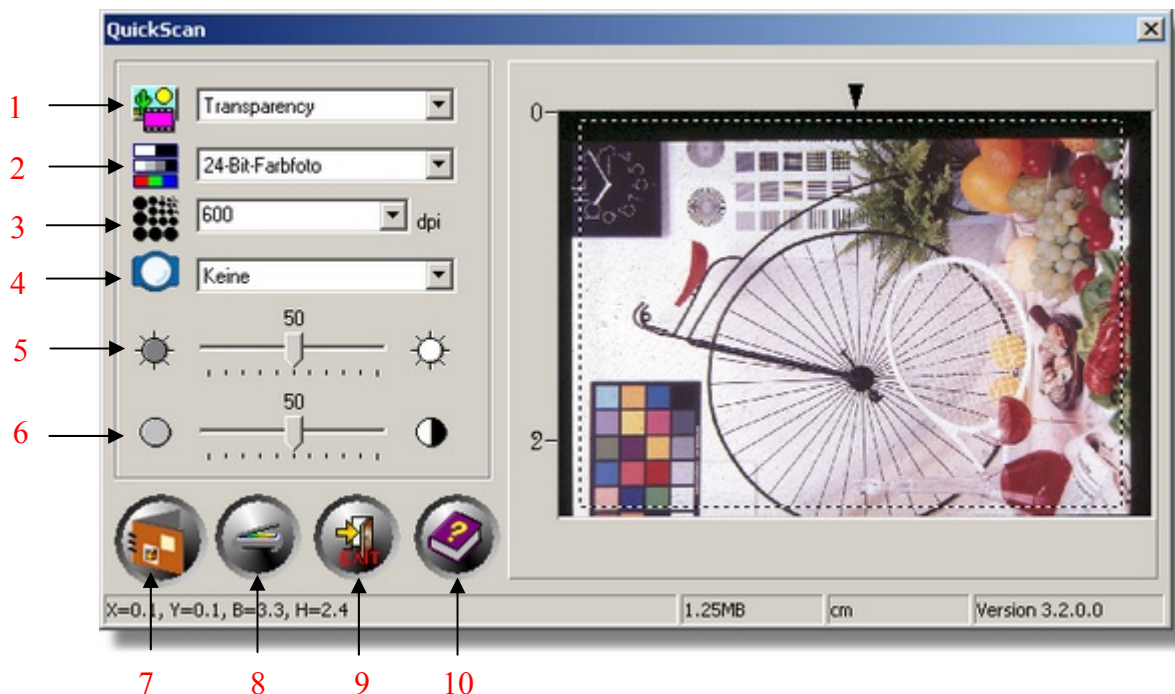 QuickScan
1 Transparency
2 24-Bit-Farbfoto
3 600 dpi
4 Keine
50
5
50
6
0
2
EXIT
7 8 9 10
X=0.1, Y=0.1, B=3.3, H=2.4 1.25MB cm Version 3.2.0.0